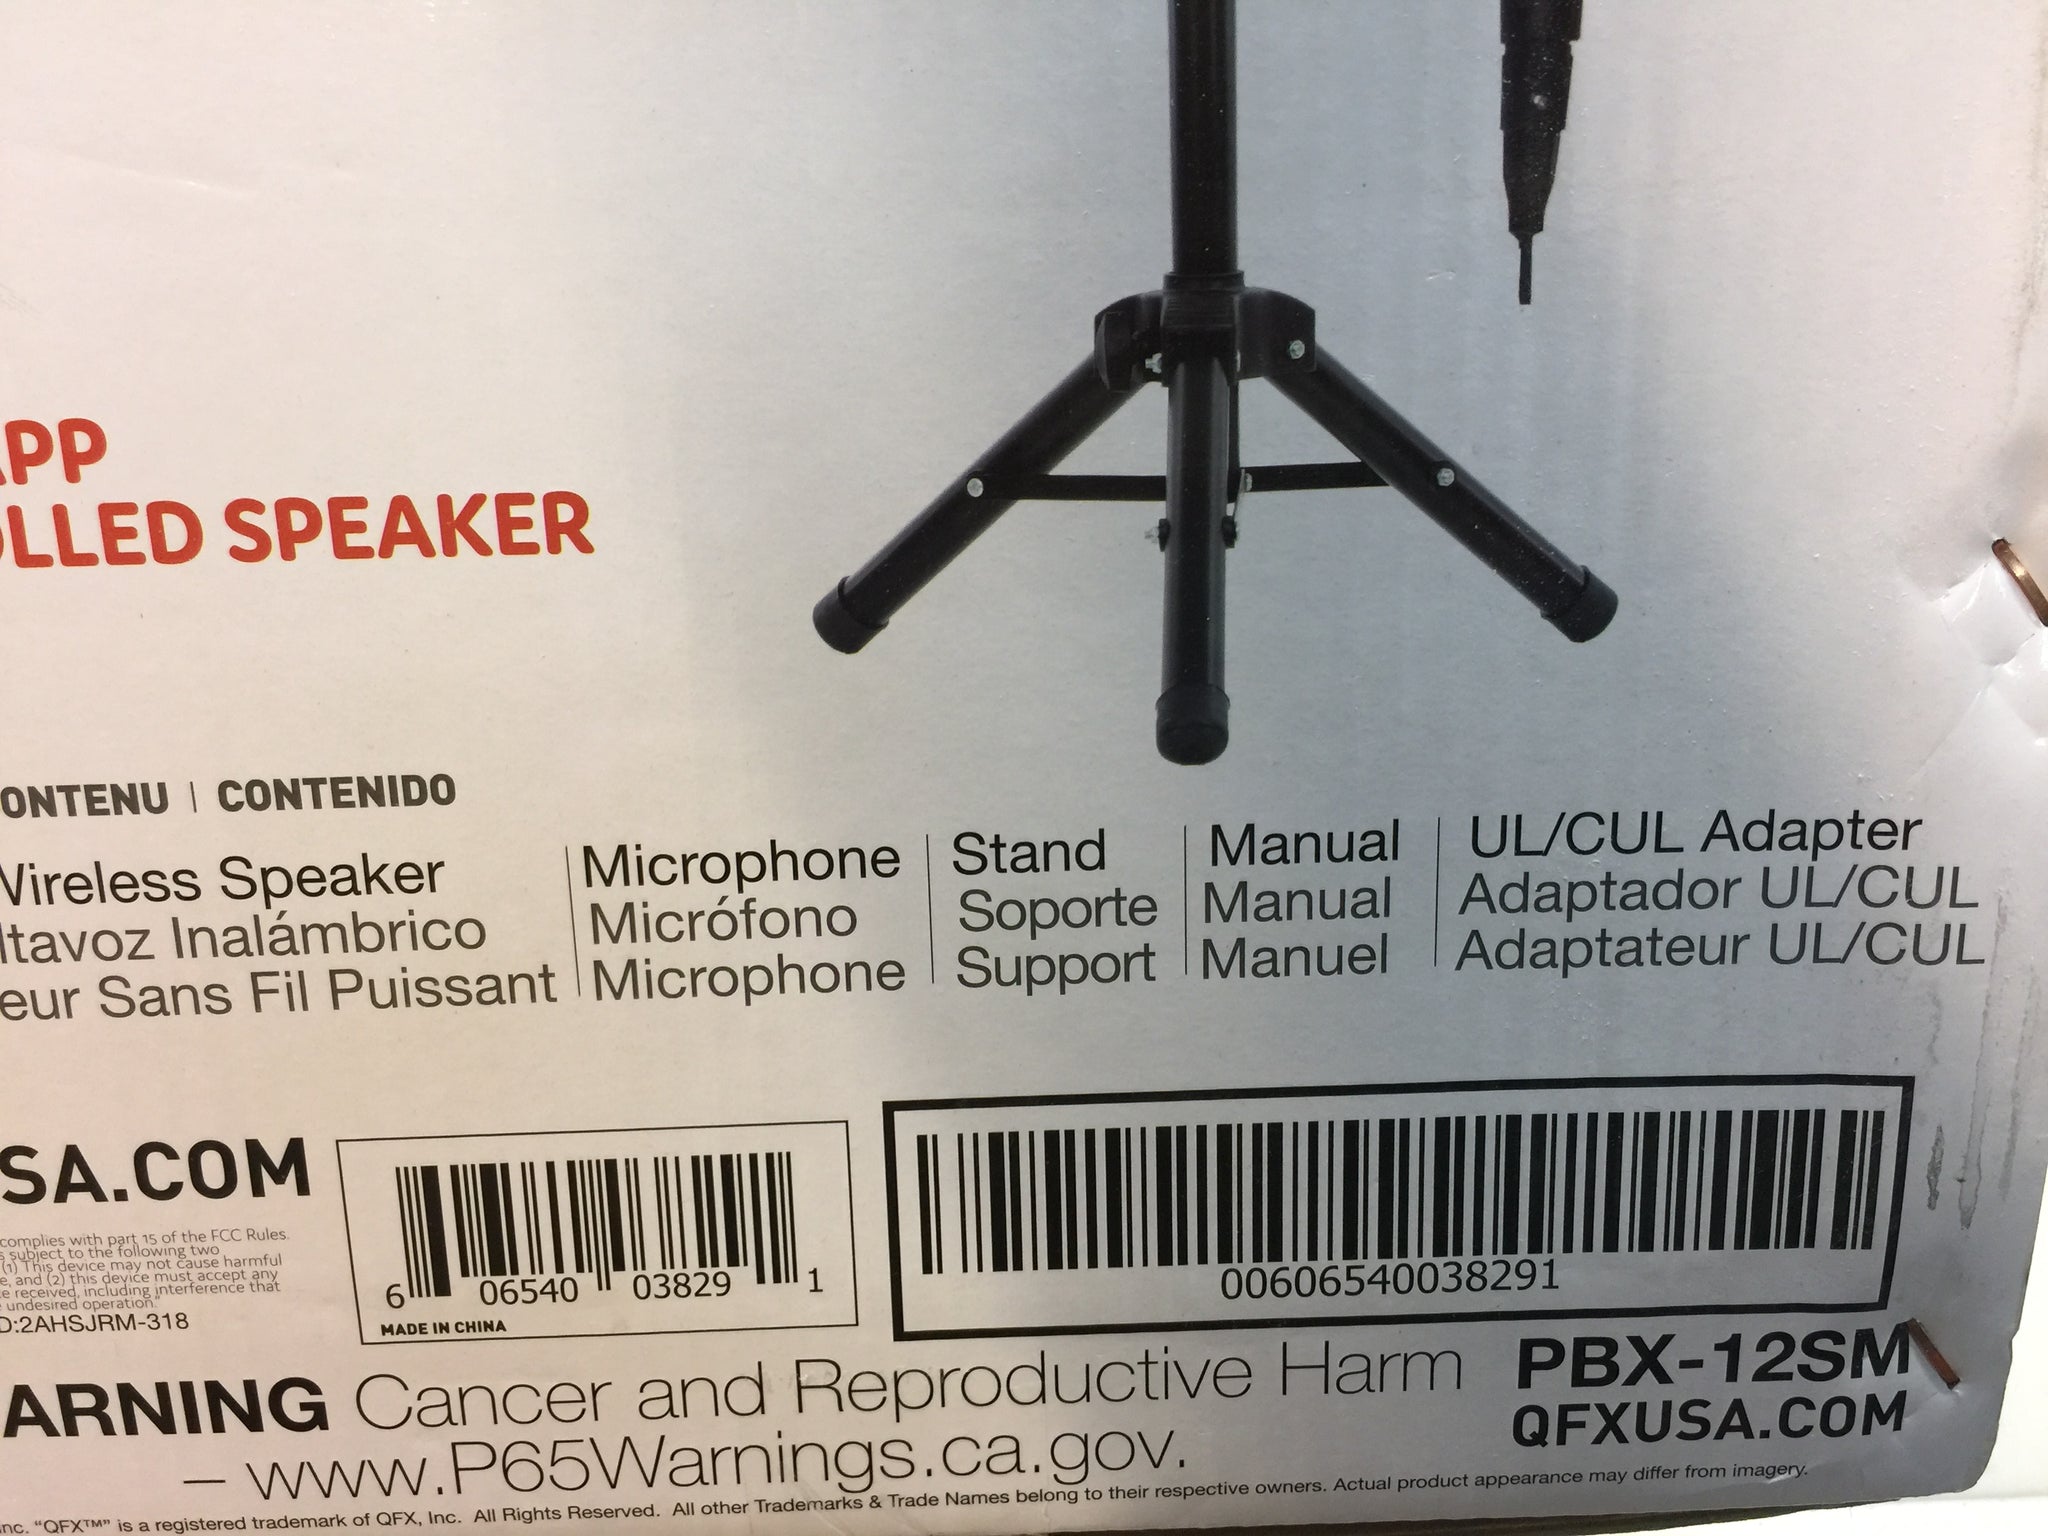 APP
OLLED SPEAKER
ONTENU | CONTENIDO
Wireless Speaker | Microphone | Stand | Manual | UL/CUL Adapter
ltavoz Inalámbrico | Micrófono | Soporte | Manual | Adaptador UL/CUL
eur Sans Fil Puissant | Microphone | Support | Manuel | Adaptateur UL/CUL
SA.COM
complies with part 15 of the FCC Rules.
s subject to the following two
(1) This device may not cause harmful
e, and (2) this device must accept any
e received, including interference that
undesired operation."
D:2AHSJRM-318
6 06540 03829 1
MADE IN CHINA
00606540038291
ARNING Cancer and Reproductive Harm
– www.P65Warnings.ca.gov.
PBX-12SM
QFXUSA.COM
nc. "QFX™" is a registered trademark of QFX, Inc. All Rights Reserved. All other Trademarks & Trade Names belong to their respective owners. Actual product appearance may differ from imagery.